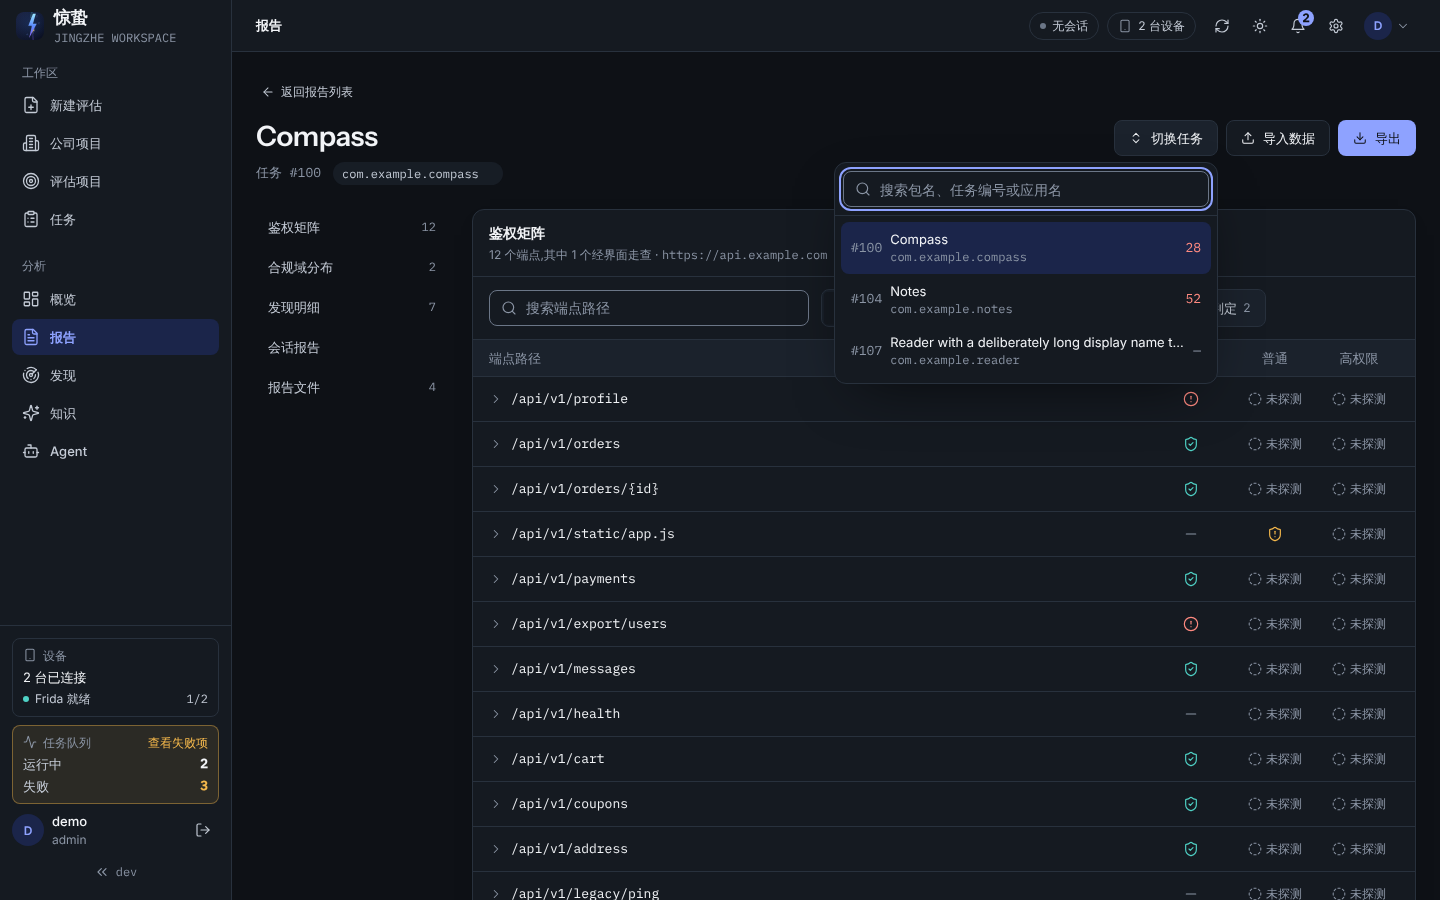 惊蛰
JINGZHE WORKSPACE
工作区
新建评估
公司项目
评估项目
任务
分析
概览
报告
发现
知识
Agent
设备
2 台已连接
Frida 就绪 1/2
任务队列 查看失败项
运行中 2
失败 3
D demo
admin
dev
报告
无会话
2 台设备
2
D
返回报告列表
Compass
任务 #100 com.example.compass
切换任务
导入数据
导出
搜索包名、任务编号或应用名
#100 Compass 28
com.example.compass
#104 Notes 52
com.example.notes
#107 Reader with a deliberately long display name t... —
com.example.reader
鉴权矩阵 12
合规域分布 2
发现明细 7
会话报告
报告文件 4
鉴权矩阵
12 个端点,其中 1 个经界面走查 · https://api.example.com
搜索端点路径
定 2
端点路径 普通 高权限
/api/v1/profile 未探测 未探测
/api/v1/orders 未探测 未探测
/api/v1/orders/{id} 未探测 未探测
/api/v1/static/app.js — 未探测
/api/v1/payments 未探测 未探测
/api/v1/export/users 未探测 未探测
/api/v1/messages 未探测 未探测
/api/v1/health — 未探测 未探测
/api/v1/cart 未探测 未探测
/api/v1/coupons 未探测 未探测
/api/v1/address 未探测 未探测
/api/v1/legacy/ping — 未探测 未探测